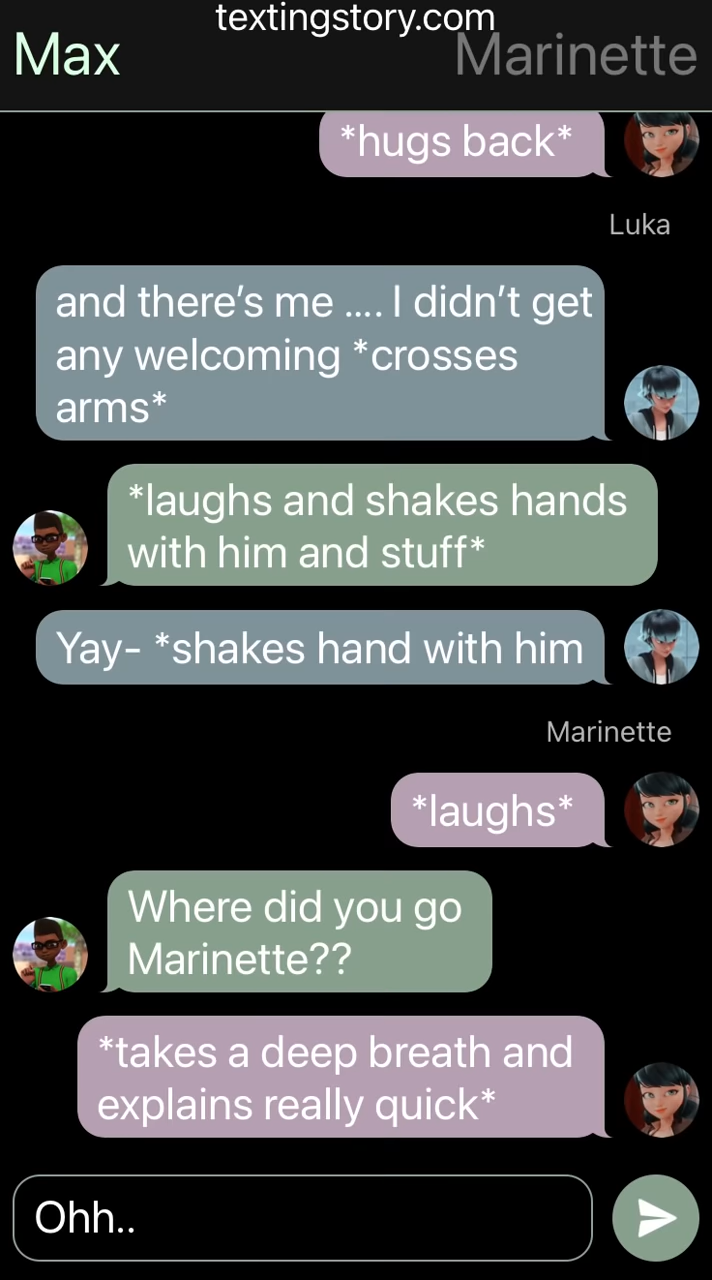 textingstory.com
Max
Marinette
*hugs back*
Luka
and there’s me .... I didn’t get
any welcoming *crosses
arms*
*laughs and shakes hands
with him and stuff*
Yay- *shakes hand with him
Marinette
*laughs*
Where did you go
Marinette??
*takes a deep breath and
explains really quick*
Ohh..